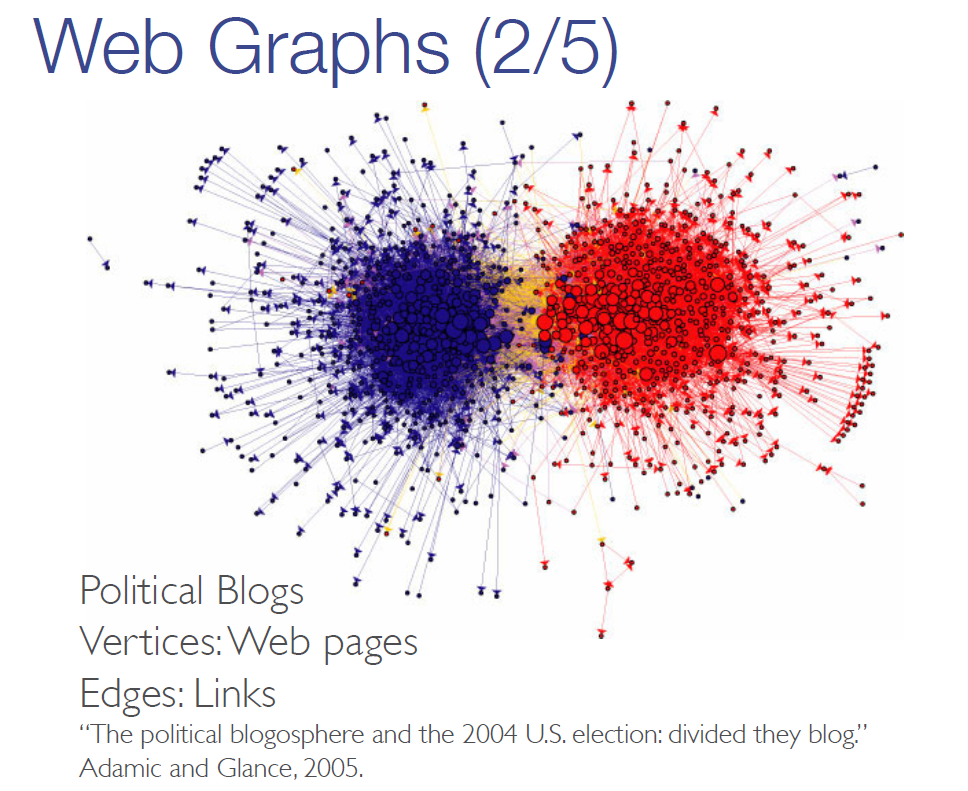 Web Graphs (2/5)
Political Blogs
Vertices: Web pages
Edges: Links
“The political blogosphere and the 2004 U.S. election: divided they blog.”
Adamic and Glance, 2005.